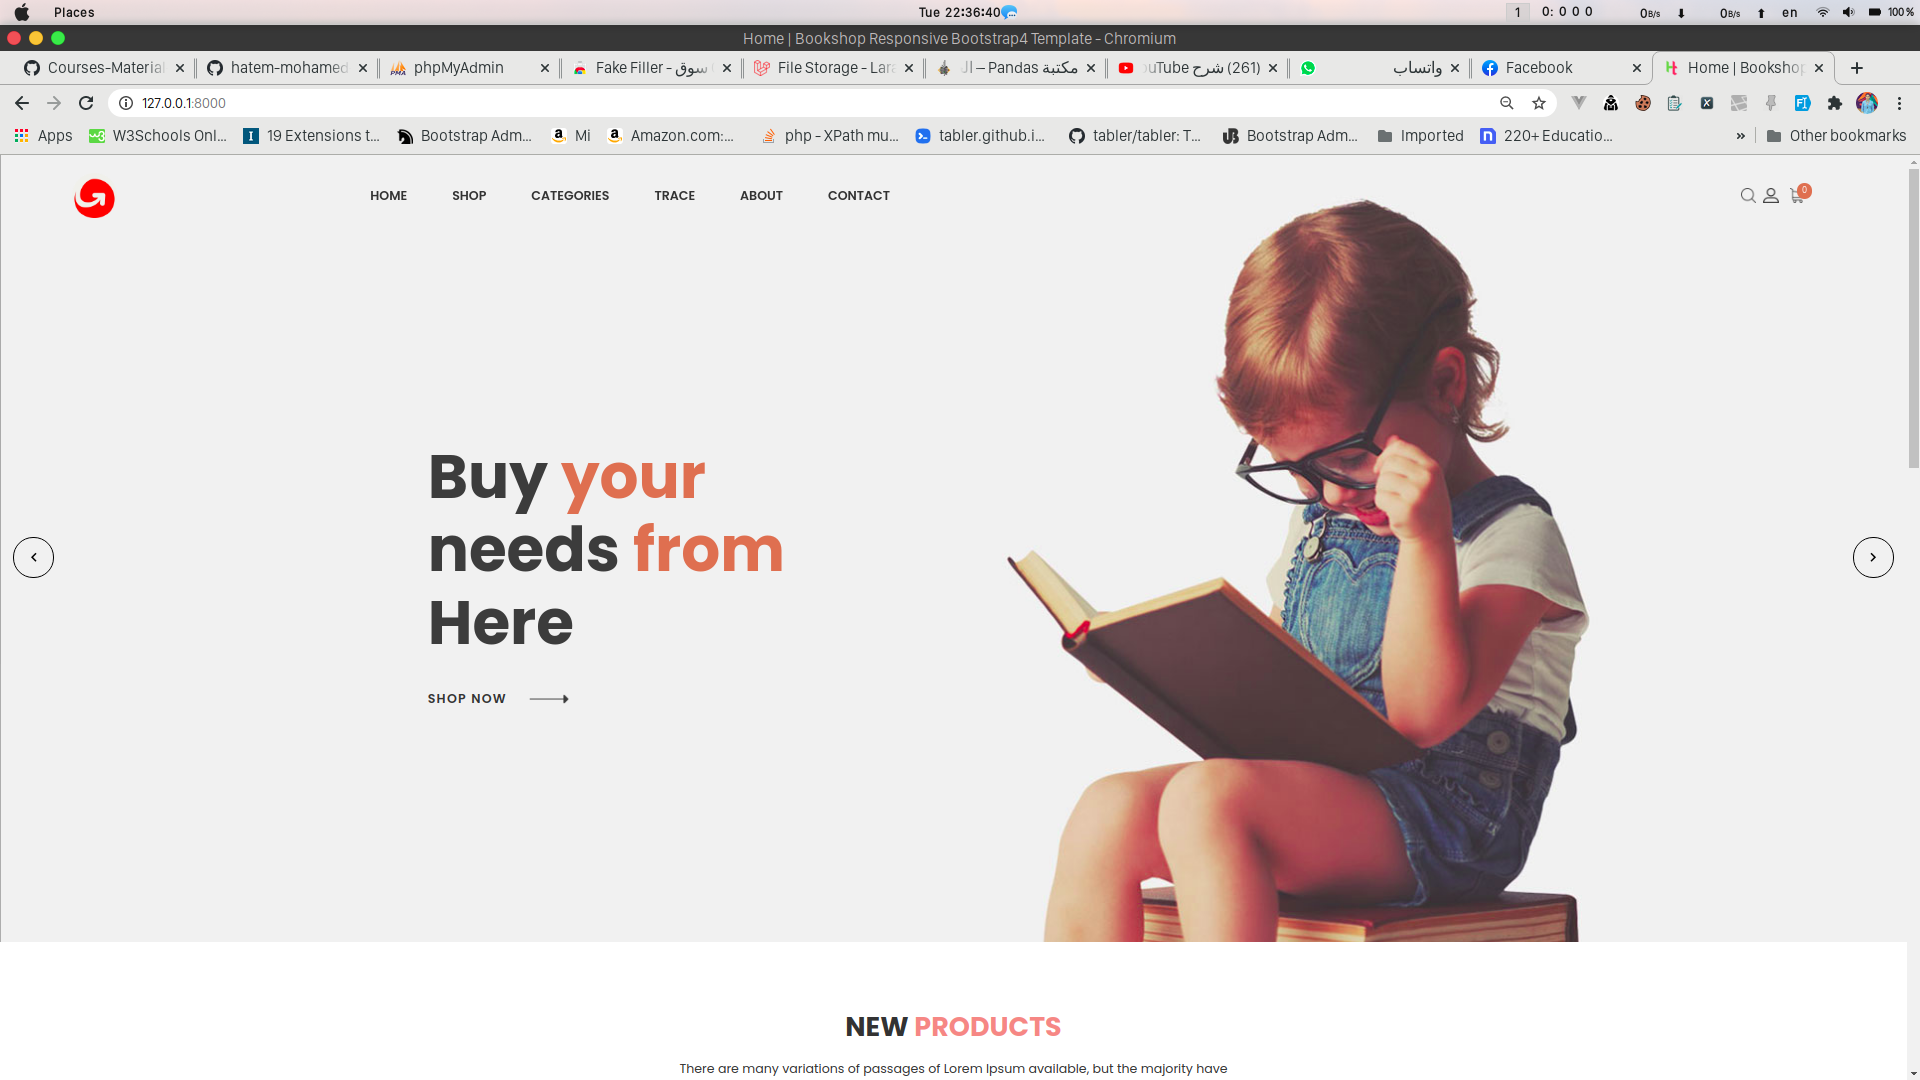 Places
Tue 22:36:40
1
0: 0 0 0
0B/s
0B/s
en
100%
Home | Bookshop Responsive Bootstrap4 Template - Chromium
Courses-Material
hatem-mohamed
phpMyAdmin
Fake Filler - سوق
File Storage - Lara
مكتبة Pandas – ال
(261) شرح ouTube
واتساب
Facebook
Home | Bookshop
127.0.0.1:8000
Apps
W3Schools Onl...
19 Extensions t...
Bootstrap Adm...
Mi
Amazon.com:...
php - XPath mu...
tabler.github.i...
tabler/tabler: T...
Bootstrap Adm...
Imported
220+ Educatio...
»
Other bookmarks
HOME
SHOP
CATEGORIES
TRACE
ABOUT
CONTACT
0
Buy your
needs from
Here
SHOP NOW
NEW PRODUCTS
There are many variations of passages of Lorem Ipsum available, but the majority have